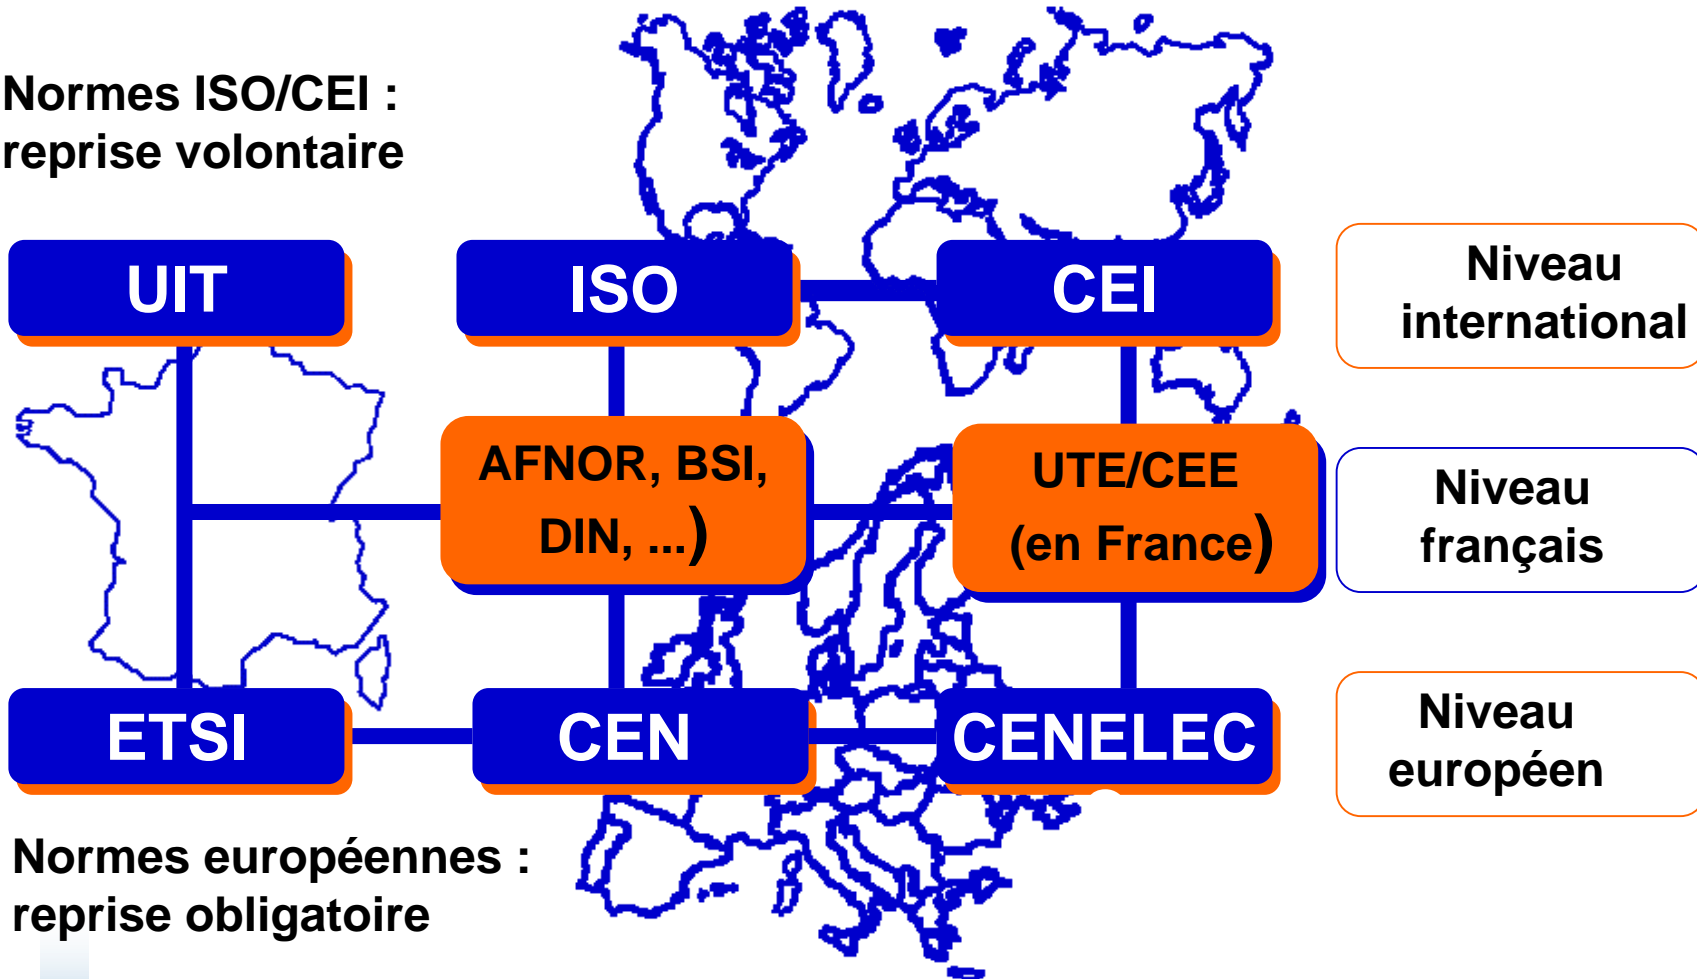 Normes ISO/CEI :
reprise volontaire
UIT
ISO
CEI
Niveau
international
AFNOR, BSI,
DIN, ...)
UTE/CEE
(en France)
Niveau
français
ETSI
CEN
CENELEC
Niveau
européen
Normes européennes :
reprise obligatoire